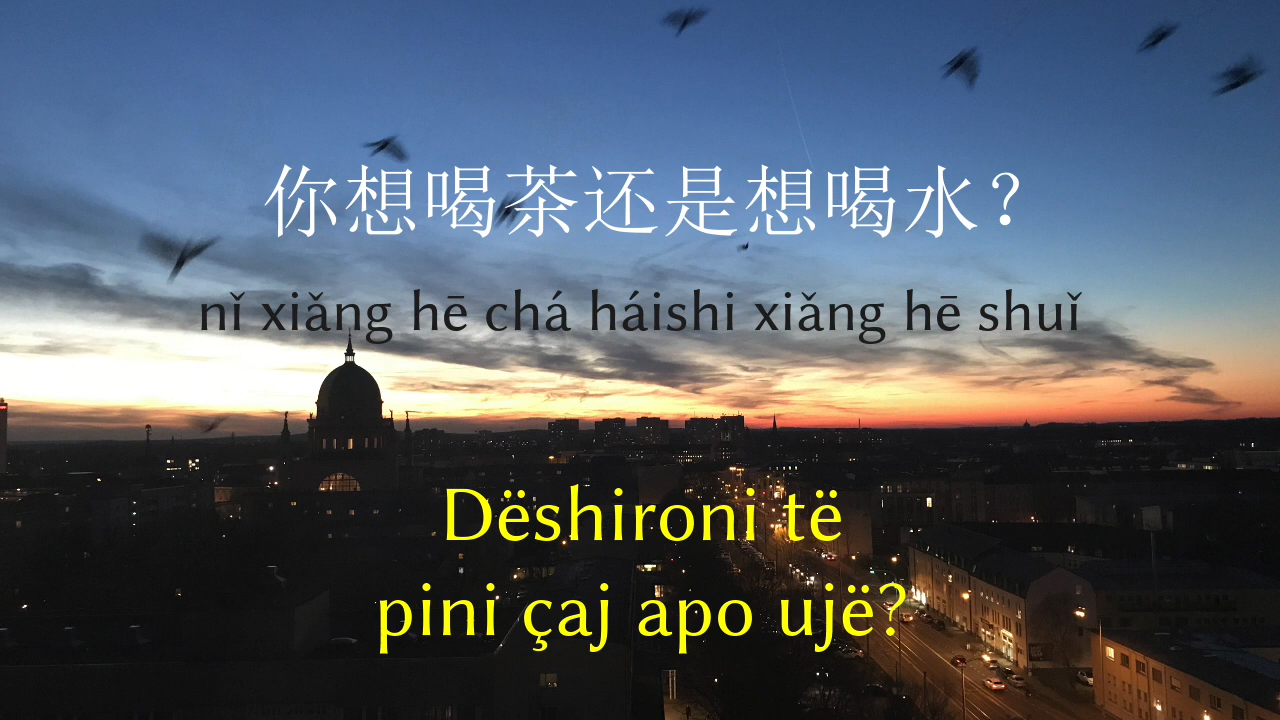 你想喝茶还是想喝水？
nǐ xiǎng hē chá háishi xiǎng hē shuǐ
Dëshironi të
pini çaj apo ujë?